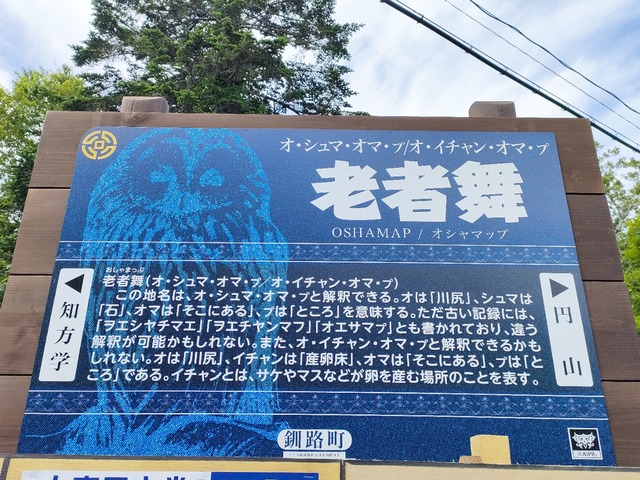 オ・シュマ・オマ・プ/オ・イチャン・オマ・プ
老者舞
OSHAMAP / オシャマップ
おしゃまっぷ
老者舞(オ・シュマ・オマ・プ/オ・イチャン・オマ・プ)
この地名は、オ・シュマ・オマ・プと解釈できる。オは「川尻」、シュマは
「石」、オマは「そこにある」、プは「ところ」を意味する。ただ古い記録には、
「ヲエシヤチマエ」「ヲエチヤンマフ」「オエサマプ」とも書かれており、違う
解釈が可能かもしれない。また、オ・イチャン・オマ・プと解釈できるかも
しれない。オは「川尻」、イチャンは「産卵床」、オマは「そこにある」、プは「と
ころ」である。イチャンとは、サケやマスなどが卵を産む場所のことを表す。
知方学
円山
釧路町